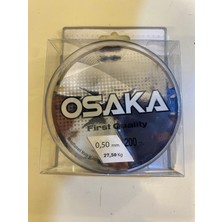 OSAKA
First Quality
0,50 mm. 200
27,50 Kg